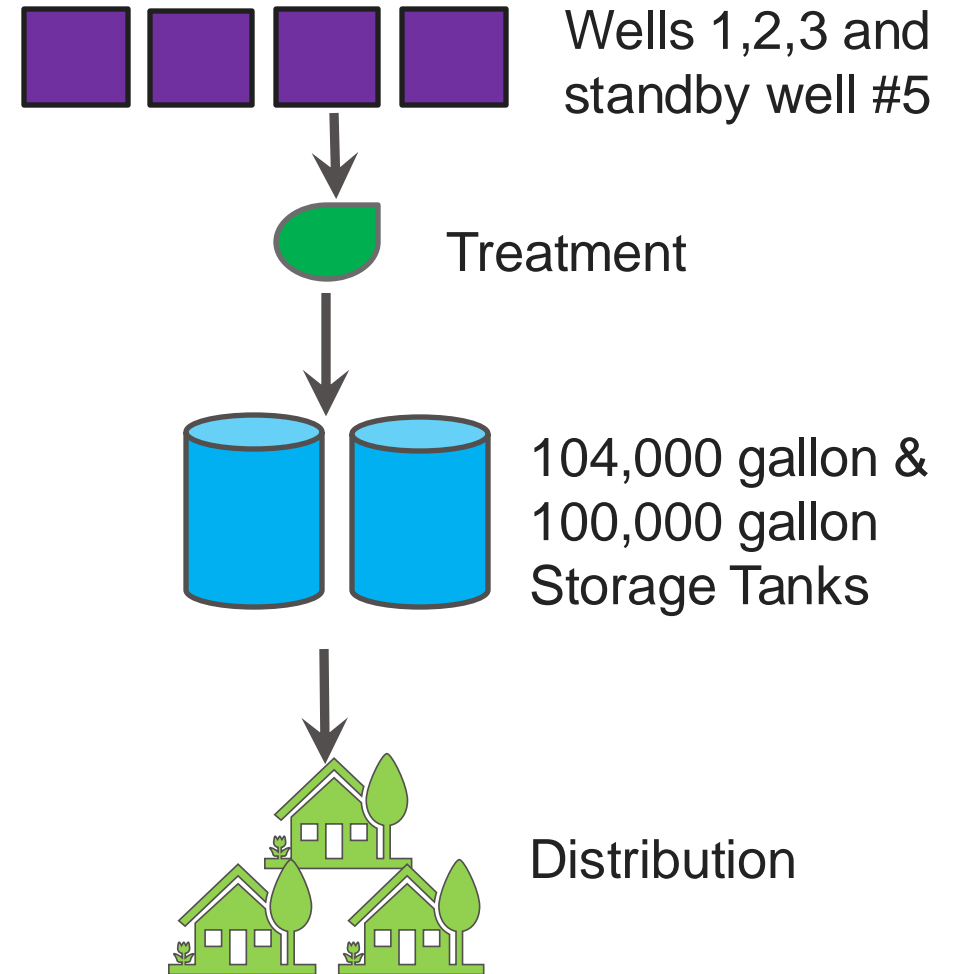 Wells 1,2,3 and
standby well #5
Treatment
104,000 gallon &
100,000 gallon
Storage Tanks
Distribution